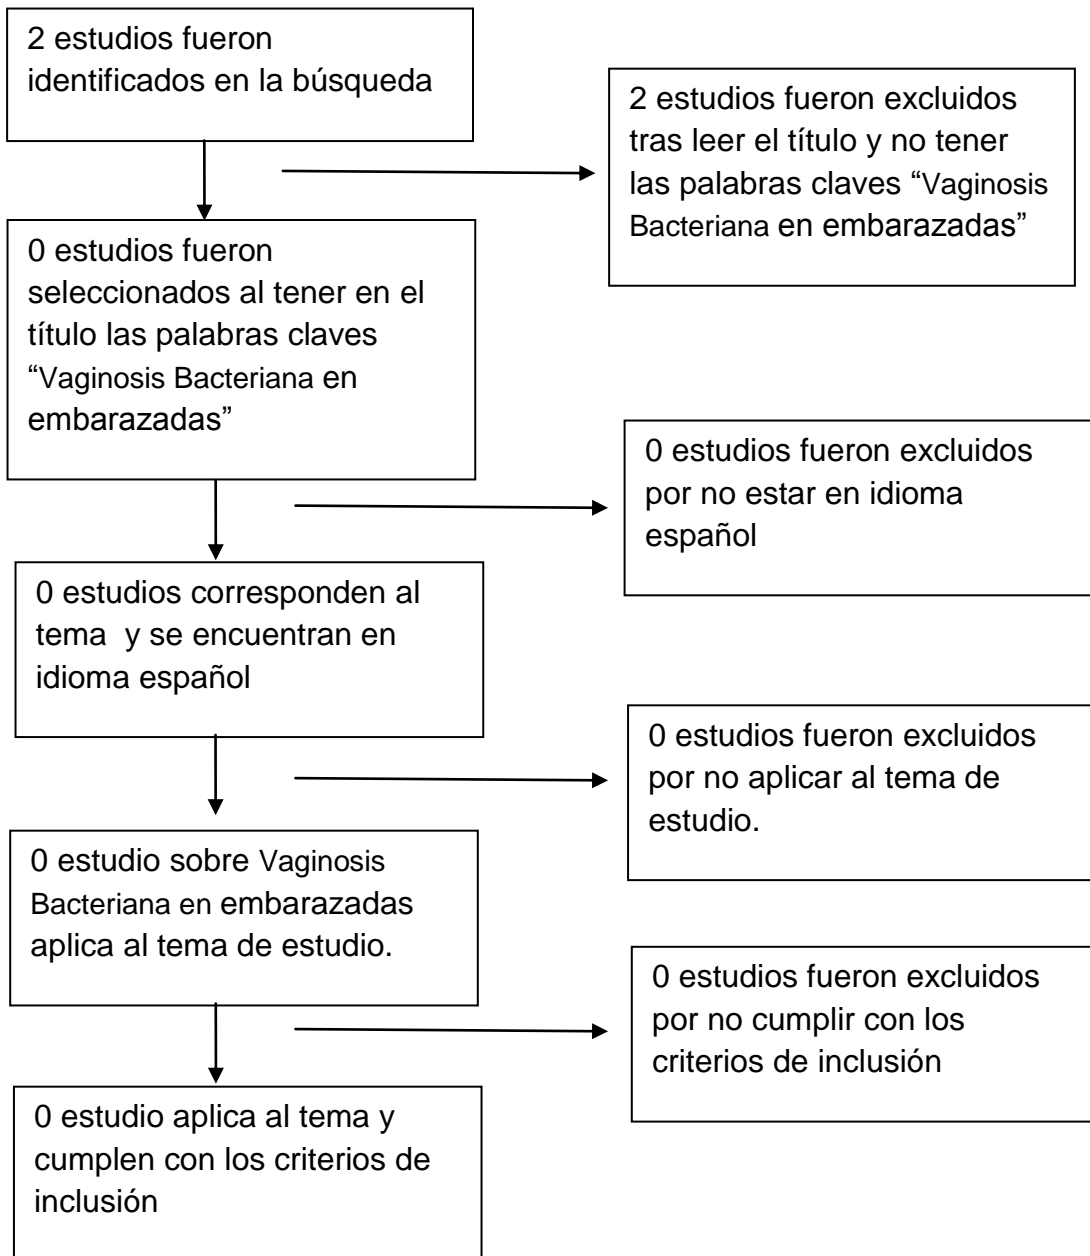 2 estudios fueron
identificados en la búsqueda
2 estudios fueron excluidos
tras leer el título y no tener
las palabras claves “Vaginosis
Bacteriana en embarazadas”
0 estudios fueron
seleccionados al tener en el
título las palabras claves
“Vaginosis Bacteriana en
embarazadas”
0 estudios fueron excluidos
por no estar en idioma
español
0 estudios corresponden al
tema y se encuentran en
idioma español
0 estudios fueron excluidos
por no aplicar al tema de
estudio.
0 estudio sobre Vaginosis
Bacteriana en embarazadas
aplica al tema de estudio.
0 estudios fueron excluidos
por no cumplir con los
criterios de inclusión
0 estudio aplica al tema y
cumplen con los criterios de
inclusión